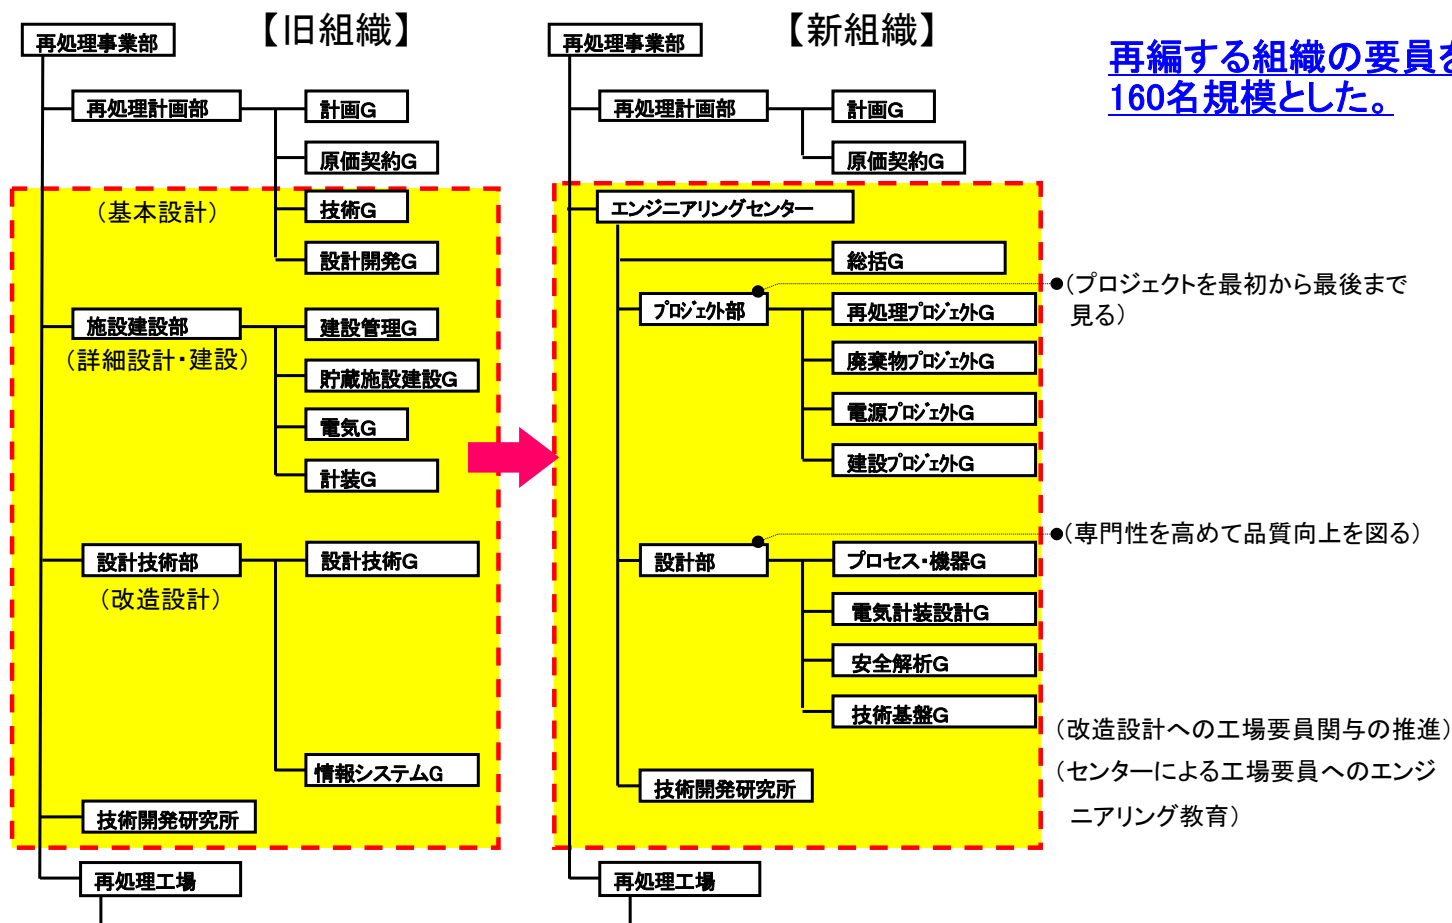 【旧組織】
再処理事業部
再処理計画部
計画G
原価契約G
(基本設計)
技術G
設計開発G
施設建設部
(詳細設計・建設)
建設管理G
貯蔵施設建設G
電気G
計装G
設計技術部
(改造設計)
設計技術G
情報システムG
技術開発研究所
再処理工場
【新組織】
再処理事業部
再処理計画部
計画G
原価契約G
エンジニアリングセンター
総括G
プロジェクト部
再処理プロジェクトG
廃棄物プロジェクトG
電源プロジェクトG
建設プロジェクトG
設計部
プロセス・機器G
電気計装設計G
安全解析G
技術基盤G
技術開発研究所
再処理工場
再編する組織の要員を
160名規模とした。
●(プロジェクトを最初から最後まで
見る)
●(専門性を高めて品質向上を図る)
(改造設計への工場要員関与の推進)
(センターによる工場要員へのエンジ
ニアリング教育)